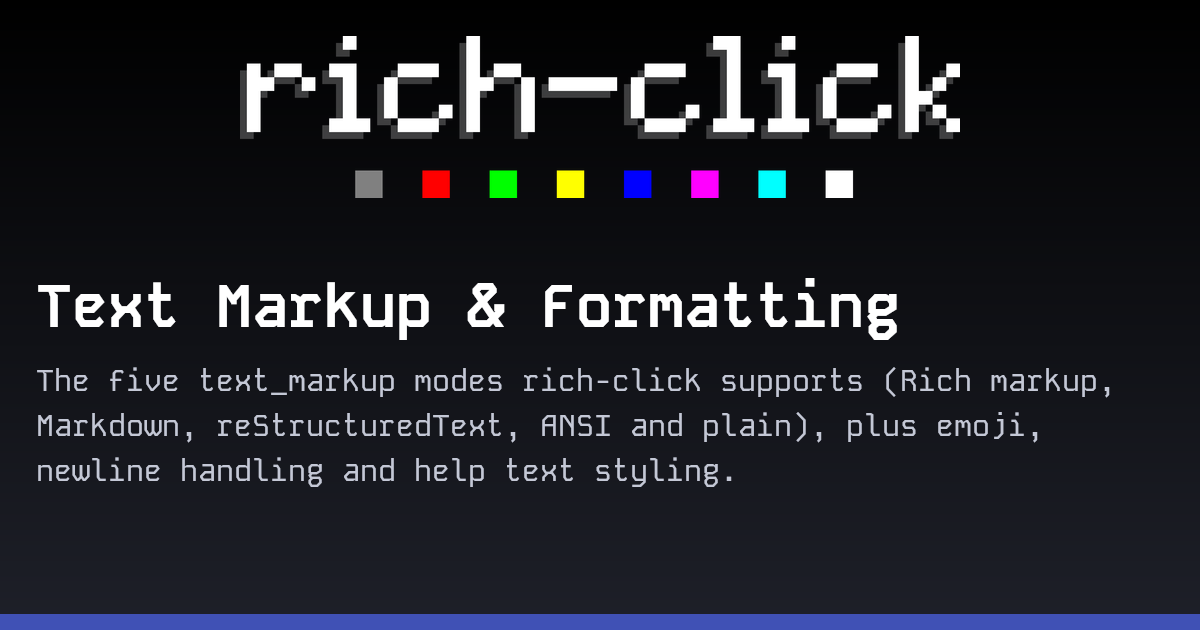 rich-click
Text Markup & Formatting
The five text_markup modes rich-click supports (Rich markup,
Markdown, reStructuredText, ANSI and plain), plus emoji,
newline handling and help text styling.